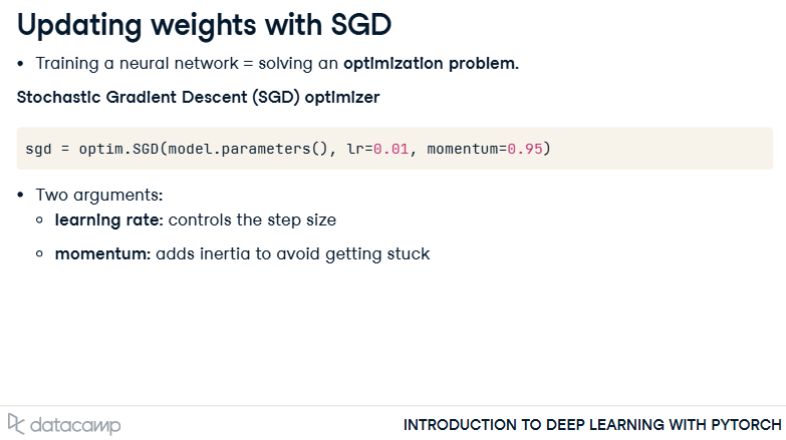 Updating weights with SGD
• Training a neural network = solving an optimization problem.
Stochastic Gradient Descent (SGD) optimizer
sgd = optim.SGD(model.parameters(), lr=0.01, momentum=0.95)
• Two arguments:
◦ learning rate: controls the step size
◦ momentum: adds inertia to avoid getting stuck
datacamp
INTRODUCTION TO DEEP LEARNING WITH PYTORCH